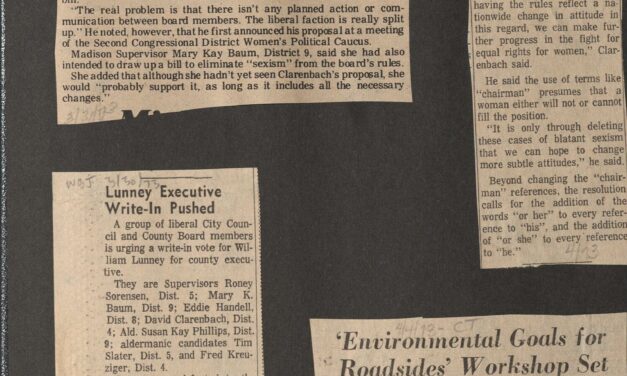 bill."
"The real problem is that there isn't any planned action or com-
munication between board members. The liberal faction is really split
up." He noted, however, that he first announced his proposal at a meeting
of the Second Congressional District Women's Political Caucus.
Madison Supervisor Mary Kay Baum, District 9, said she had also
intended to draw up a bill to eliminate "sexism" from the board's rules.
She added that although she hadn't yet seen Clarenbach's proposal, she
would "probably support it, as long as it includes all the necessary
changes."
3/30/73
Lunney Executive
Write-In Pushed
A group of liberal City Coun-
cil and County Board members
is urging a write-in vote for Wil-
liam Lunney for county execu-
tive.
They are Supervisors Roney
Sorensen, Dist. 5; Mary K.
Baum, Dist. 9; Eddie Handell,
Dist. 8; David Clarenbach, Dist.
4; Ald. Susan Kay Phillips, Dist.
9; aldermanic candidates Tim
Slater, Dist. 5, and Fred Kreu-
ziger, Dist. 4.
having the rules reflect a na-
tionwide change in attitude in
this regard, we can make fur-
ther progress in the fight for
equal rights for women," Clar-
enbach said.
He said the use of terms like
"chairman" presumes that a
woman either will not or cannot
fill the position.
"It is only through deleting
these cases of blatant sexism
that we can hope to change
more subtle attitudes," he said.
Beyond changing the "chair-
man" references, the resolution
calls for the addition of the
words "or her" to every refer-
ence to "his", and the addition
of "or she" to every reference
to "he."
4/73
- CT
'Environmental Goals for
Roadsides' Workshop Set